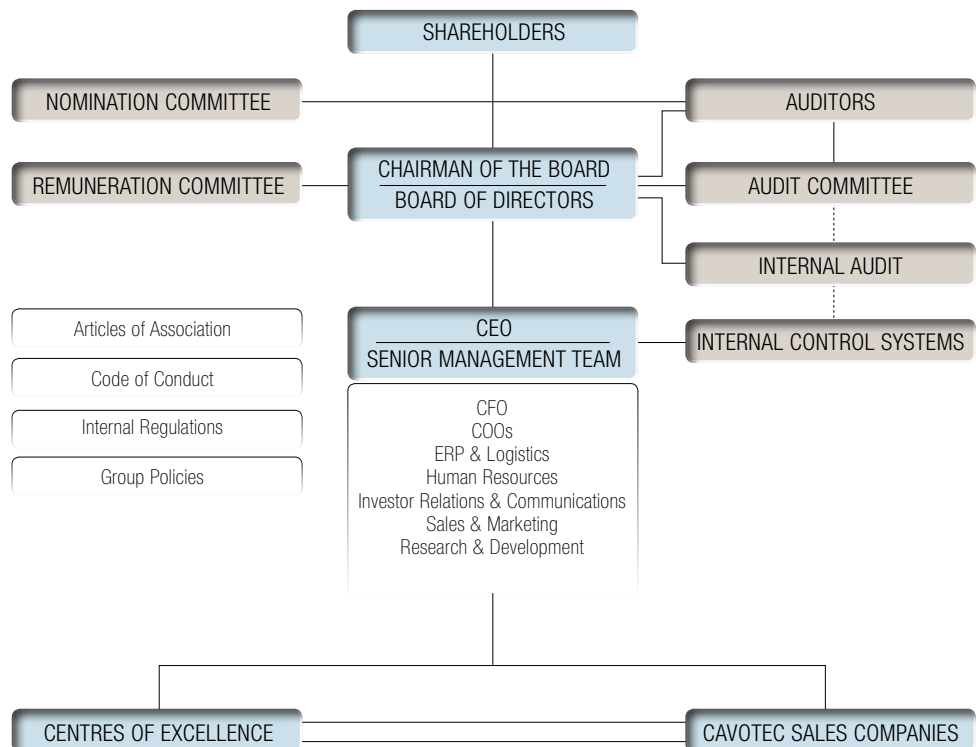 SHAREHOLDERS
NOMINATION COMMITTEE
AUDITORS
REMUNERATION COMMITTEE
CHAIRMAN OF THE BOARD
BOARD OF DIRECTORS
AUDIT COMMITTEE
INTERNAL AUDIT
Articles of Association
Code of Conduct
Internal Regulations
Group Policies
CEO
SENIOR MANAGEMENT TEAM
INTERNAL CONTROL SYSTEMS
CFO
COOs
ERP & Logistics
Human Resources
Investor Relations & Communications
Sales & Marketing
Research & Development
CENTRES OF EXCELLENCE
CAVOTEC SALES COMPANIES